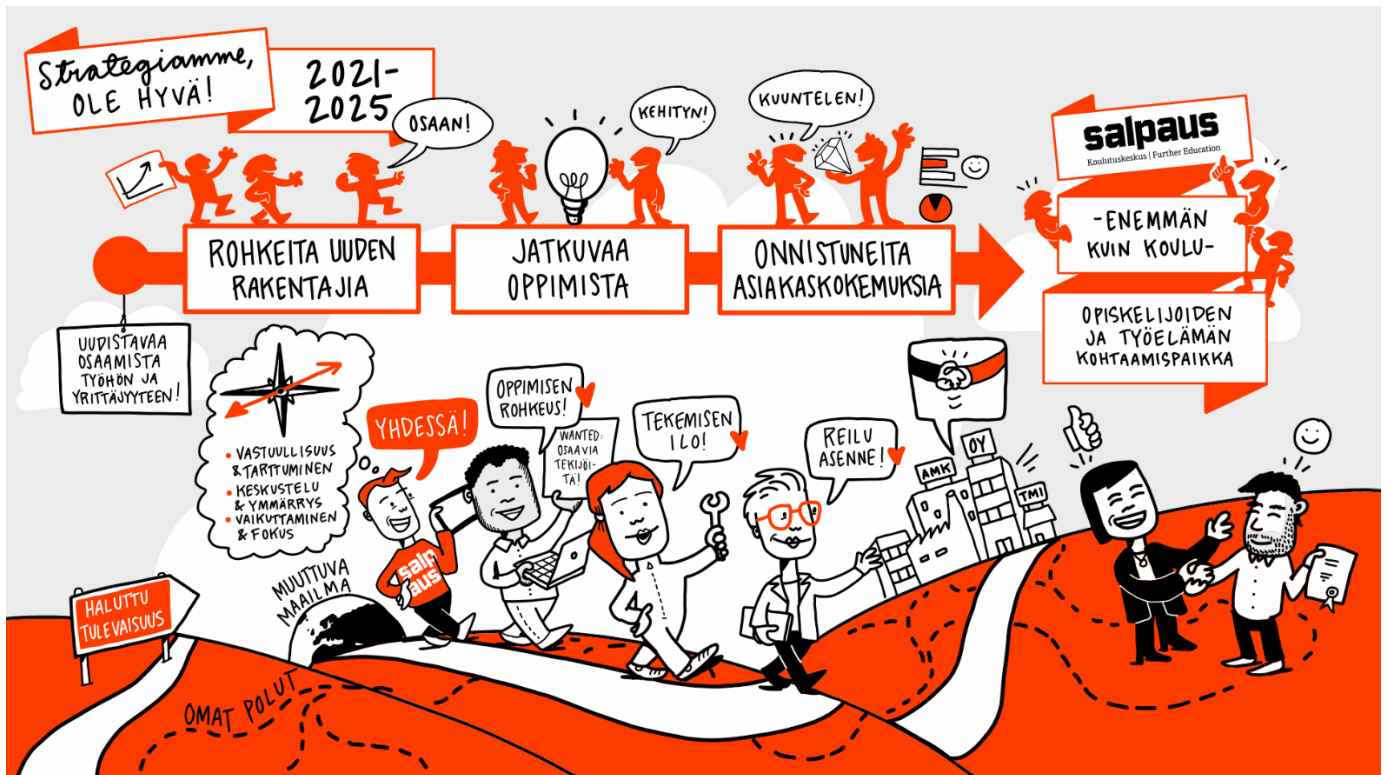 Strategiamme,
OLE HYVÄ!
2021-
2025
OSAAN!
KEHITYN!
KUUNTELEN!
salpaus
Koulutuskeskus | Further Education
-ENEMMÄN
KUIN KOULU-
OPISKELIJOIDEN
JA TYÖELÄMÄN
KOHTAAMISPAIKKA
ROHKEITA UUDEN
RAKENTAJIA
JATKUVAA
OPPIMISTA
ONNISTUNEITA
ASIAKASKOKEMUKSIA
UUDISTAVAA
OSAAMISTA
TYÖHÖN JA
YRITTÄJYYTEEN!
• VASTUULLISUUS
& TARTTUMINEN
• KESKUSTELU
& YMMÄRRYS
• VAIKUTTAMINEN
& FOKUS
YHDESSÄ!
OPPIMISEN
ROHKEUS!
WANTED:
OSAAVIA
TEKIJÖI-
TÄ!
TEKEMISEN
ILO!
REILU
ASENNE!
AMK
OY
TMI
salp
aus
MUUTTUVA
MAAILMA
HALUTTU
TULEVAISUUS
OMAT POLUT